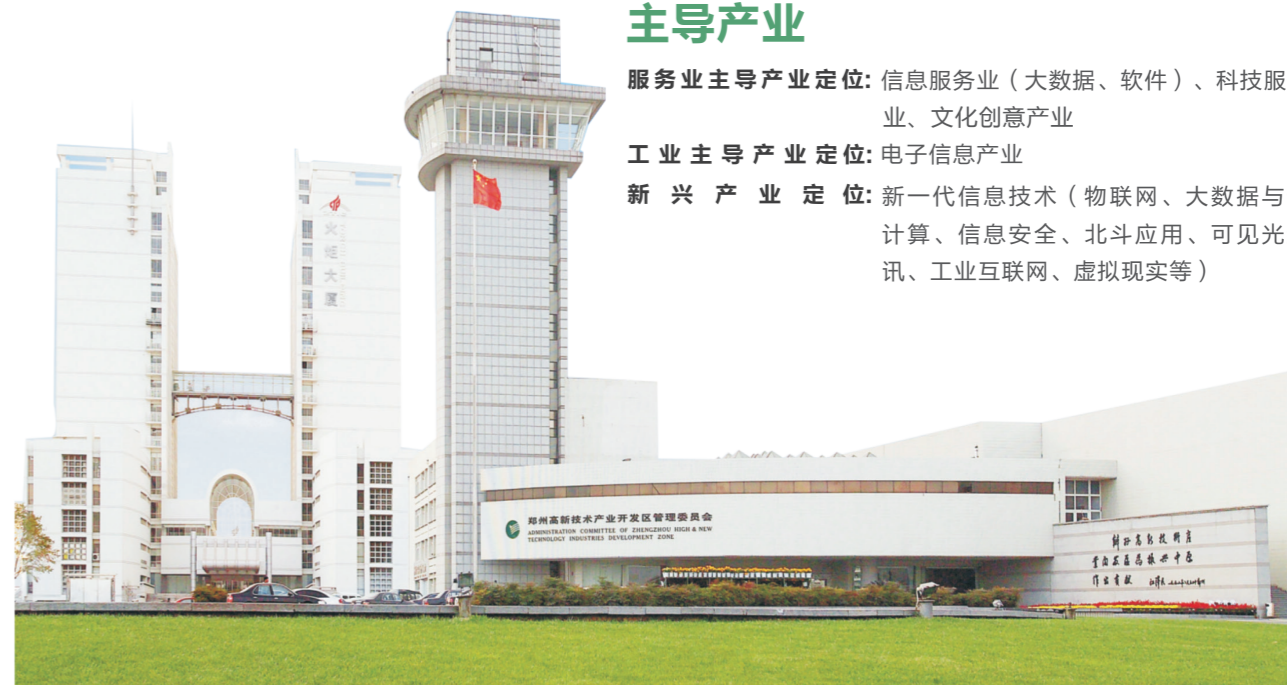 主导产业
服务业主导产业定位: 信息服务业（大数据、软件）、科技服
业、文化创意产业
工业主导产业定位: 电子信息产业
新兴产业定位: 新一代信息技术（物联网、大数据与
计算、信息安全、北斗应用、可见光
讯、工业互联网、虚拟现实等）
火炬大厦
郑州高新技术产业开发区管理委员会
ADMINISTRATION COMMITTEE OF ZHENGZHOU HIGH & NEW
TECHNOLOGY INDUSTRIES DEVELOPMENT ZONE
作出贡献